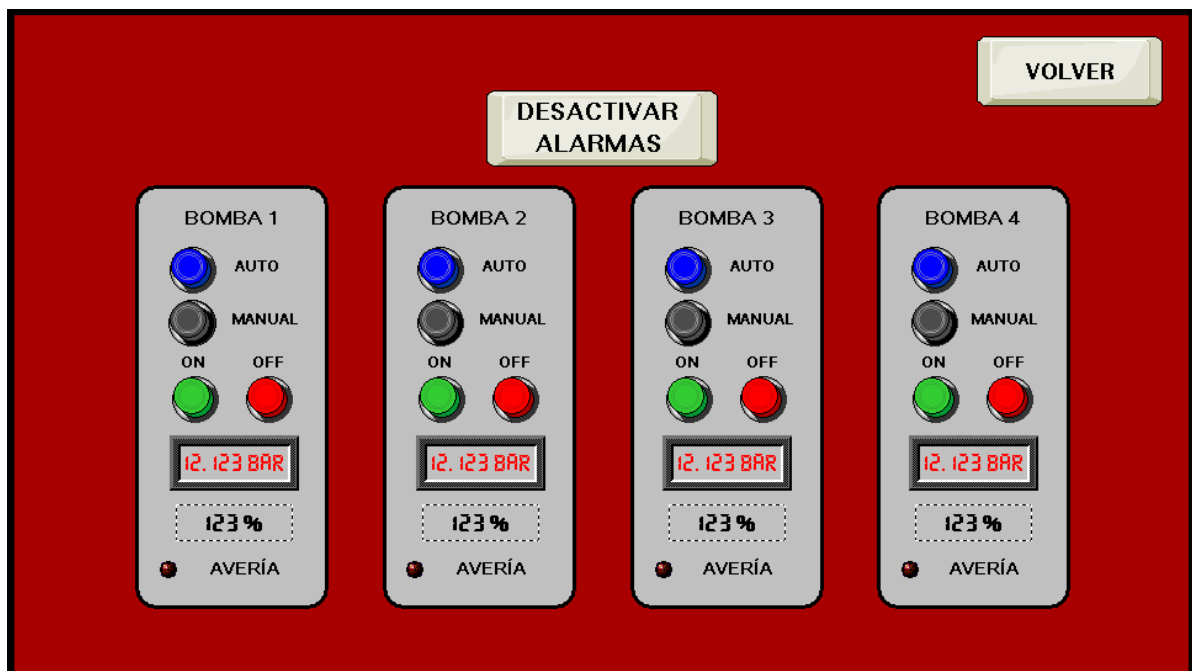 VOLVER
DESACTIVAR
ALARMAS
BOMBA 1
AUTO
MANUAL
ON OFF
12.123 BAR
123 %
AVERÍA
BOMBA 2
AUTO
MANUAL
ON OFF
12.123 BAR
123 %
AVERÍA
BOMBA 3
AUTO
MANUAL
ON OFF
12.123 BAR
123 %
AVERÍA
BOMBA 4
AUTO
MANUAL
ON OFF
12.123 BAR
123 %
AVERÍA